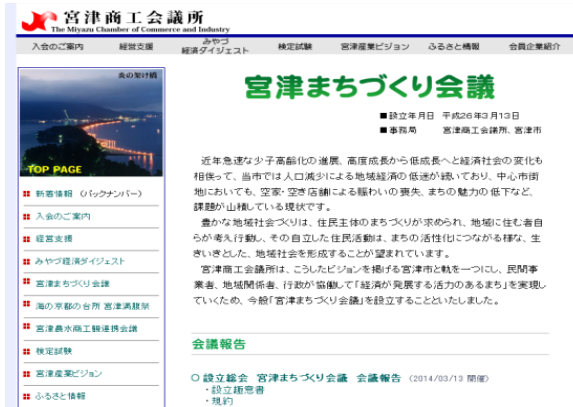 宮津商工会議所
The Miyazu Chamber of Commerce and Industry
入会のご案内
経営支援
みやづ
経済ダイジェスト
検定試験
宮津産業ビジョン
ふるさと情報
会員企業紹介
炎の架け橋
TOP PAGE
新着情報 (バックナンバー)
入会のご案内
経営支援
みやづ経済ダイジェスト
宮津まちづくり会議
海の京都の台所 宮津満腹祭
宮津農水商工観連携会議
検定試験
宮津産業ビジョン
ふるさと情報
宮津まちづくり会議
■設立年月日 平成26年3月13日
■事務局 宮津商工会議所、宮津市
近年急速な少子高齢化の進展、高度成長から低成長へと経済社会の変化も
相俟って、当市では人口減少による地域経済の低迷が続いており、中心市街
地においても、空家・空き店舗による賑わいの喪失、まちの魅力の低下など、
課題が山積している現状です。
豊かな地域社会づくりは、住民主体のまちづくりが求められ、地域に住む者自
らが考え行動し、その自立した住民活動は、まちの活性化につながる様な、生
きいきとした、地域社会を形成することが望まれています。
宮津商工会議所は、こうしたビジョンを掲げる宮津市と軌を一つにし、民間事
業者、地域関係者、行政が協働して「経済が発展する活力のあるまち」を実現し
ていくため、今般「宮津まちづくり会議」を設立することといたしました。
会議報告
○ 設立総会 宮津まちづくり会議 会議報告 (2014/03/13 開催)
・設立趣意書
・規約